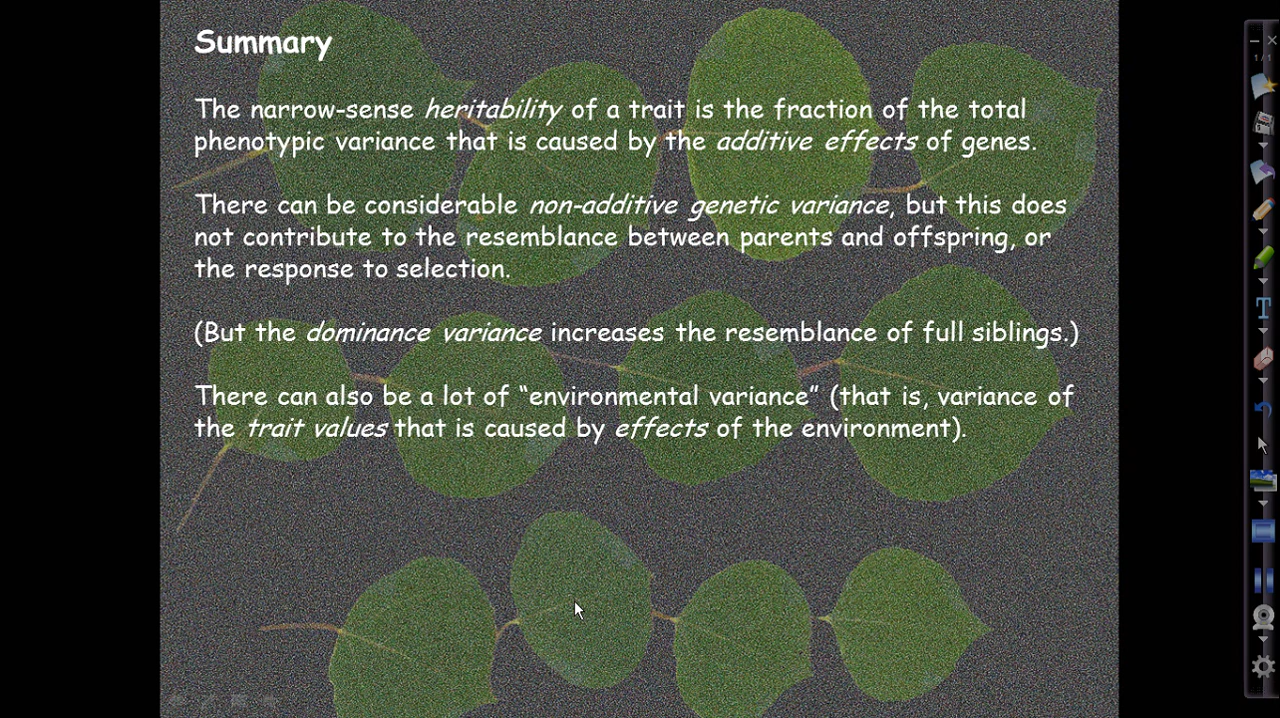 Summary
The narrow-sense heritability of a trait is the fraction of the total
phenotypic variance that is caused by the additive effects of genes.
There can be considerable non-additive genetic variance, but this does
not contribute to the resemblance between parents and offspring, or
the response to selection.
(But the dominance variance increases the resemblance of full siblings.)
There can also be a lot of “environmental variance” (that is, variance of
the trait values that is caused by effects of the environment).
1/1
T